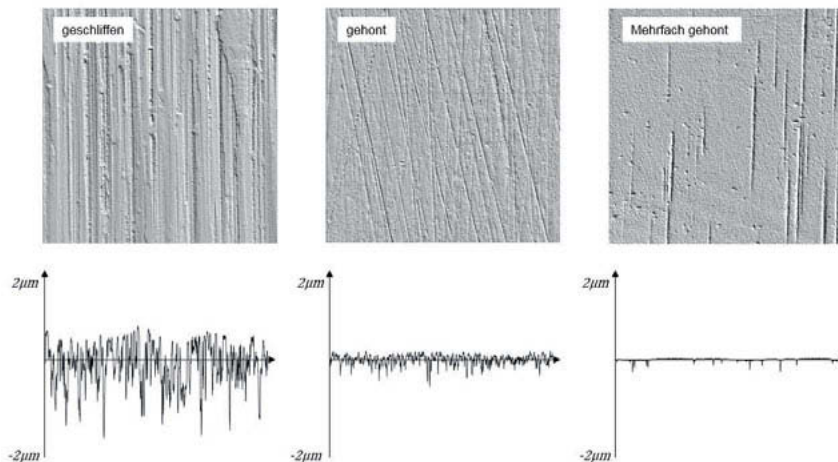 geschliffen
gehont
Mehrfach gehont
2μm
2μm
2μm
-2μm
-2μm
-2μm